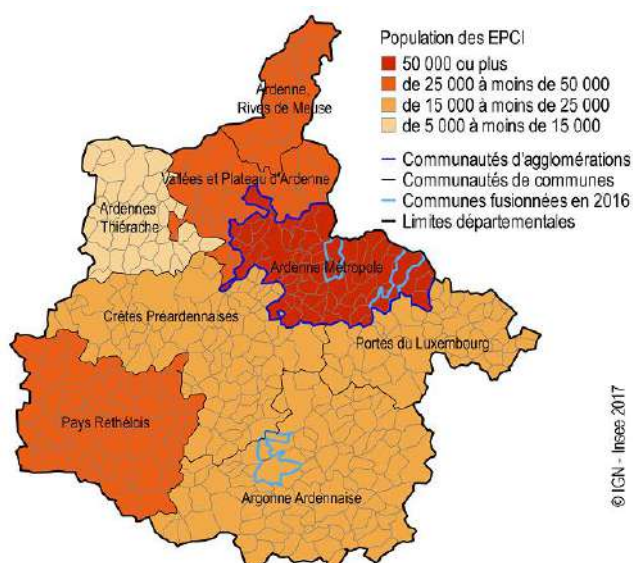 Population des EPCI
50 000 ou plus
de 25 000 à moins de 50 000
de 15 000 à moins de 25 000
de 5 000 à moins de 15 000
Communautés d'agglomérations
Communautés de communes
Communes fusionnées en 2016
Limites départementales
Ardenne,
Rives de Meuse
Vallées et Plateau d'Ardenne
Ardennes
Thiérache
Ardenne Métropole
Crêtes Préardennaises
Portes du Luxembourg
Pays Rethélois
Argonne Ardennaise
© IGN - Insee 2017